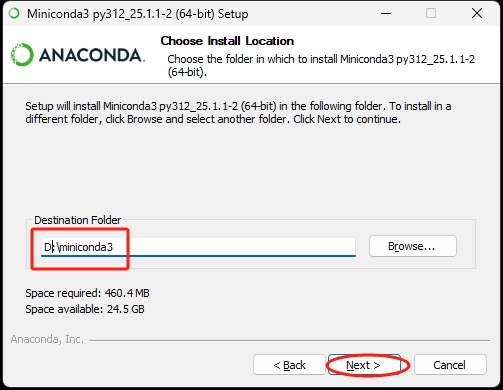 Miniconda3 py312_25.1.1-2 (64-bit) Setup
ANACONDA.
Choose Install Location
Choose the folder in which to install Miniconda3 py312_25.1.1-2
(64-bit).
Setup will install Miniconda3 py312_25.1.1-2 (64-bit) in the following folder. To install in a
different folder, click Browse and select another folder. Click Next to continue.
Destination Folder
D:\miniconda3
Browse...
Space required: 460.4 MB
Space available: 24.5 GB
Anaconda, Inc.
< Back
Next >
Cancel